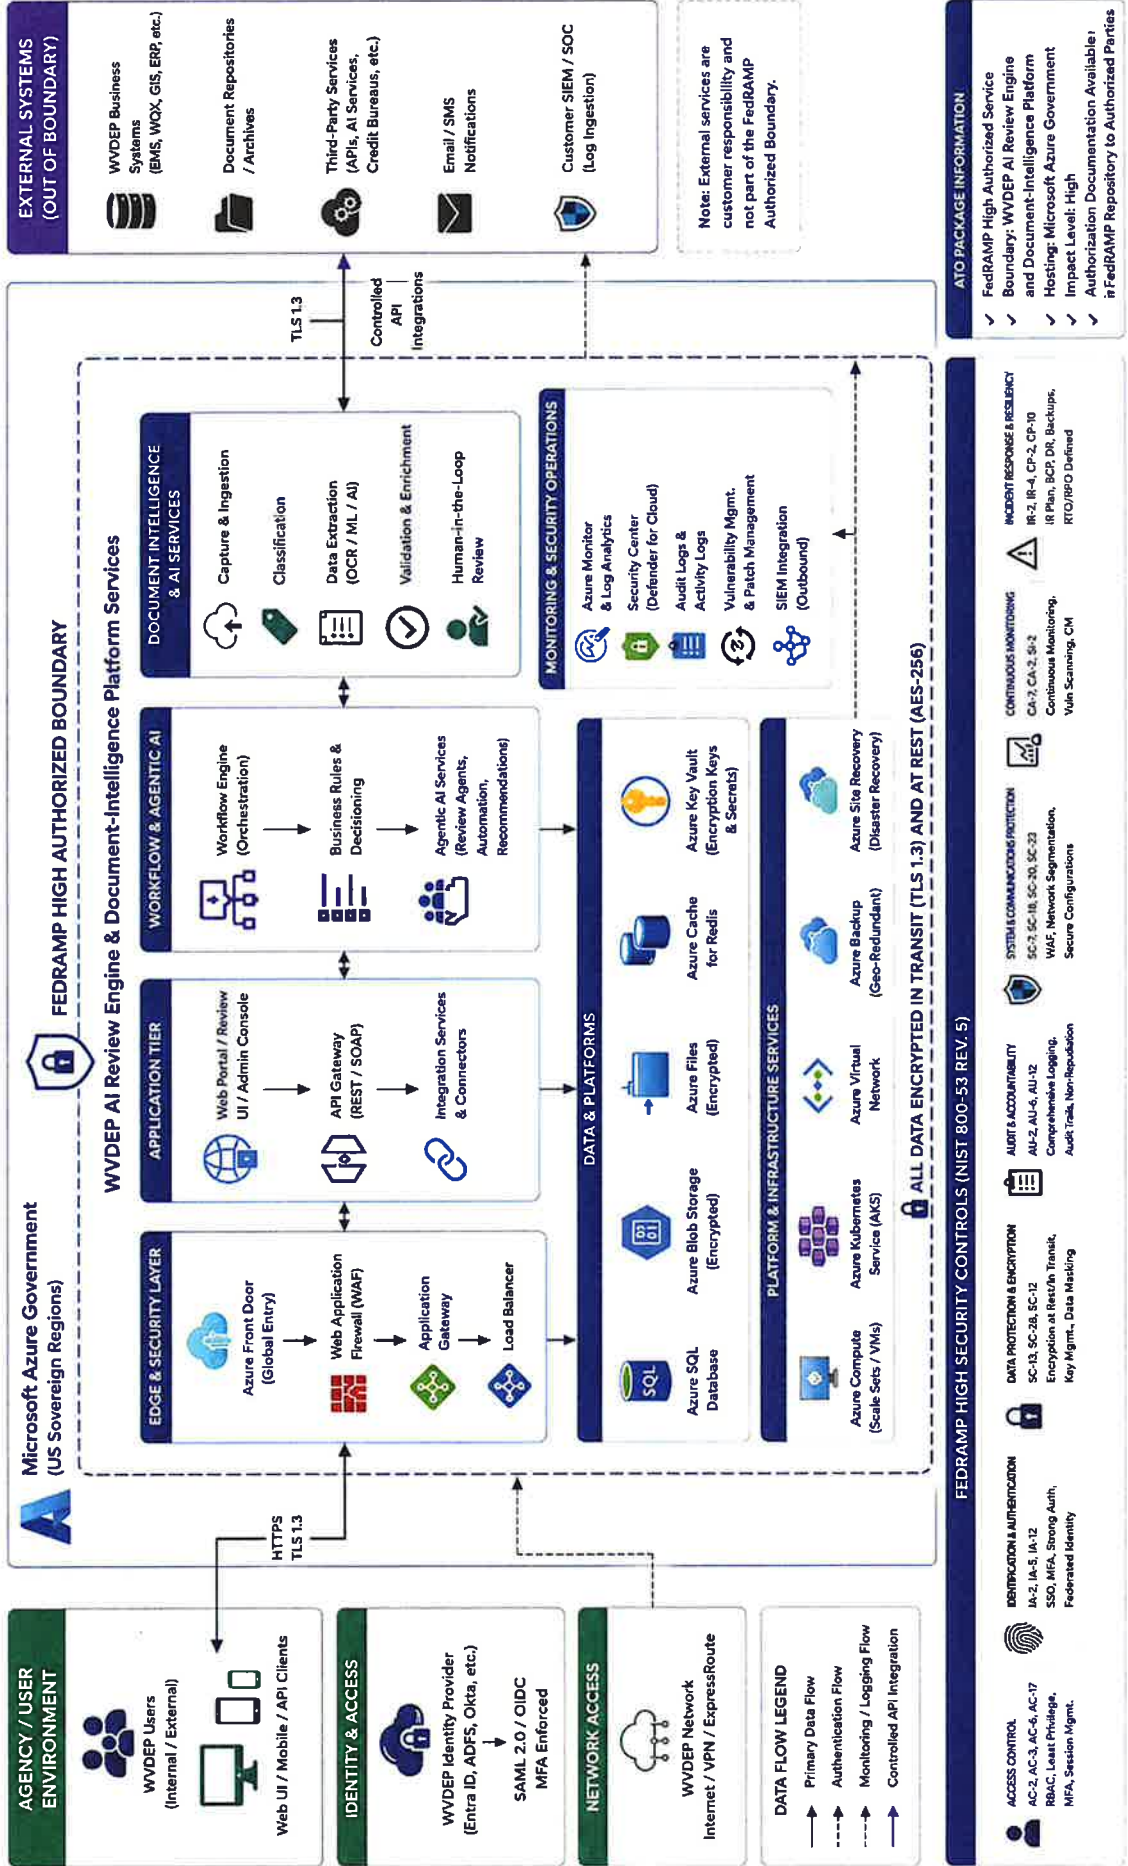 AGENCY / USER
ENVIRONMENT
WVDEP Users
(Internal / External)
Web UI / Mobile / API Clients
IDENTITY & ACCESS
WVDEP Identity Provider
(Entra ID, ADFS, Okta, etc.)
SAML 2.0 / OIDC
MFA Enforced
NETWORK ACCESS
WVDEP Network
Internet / VPN / ExpressRoute
DATA FLOW LEGEND
Primary Data Flow
Authentication Flow
Monitoring / Logging Flow
Controlled API Integration
HTTPS
TLS 1.3
Microsoft Azure Government
(US Sovereign Regions)
FEDRAMP HIGH AUTHORIZED BOUNDARY
WVDEP AI Review Engine & Document-Intelligence Platform Services
EDGE & SECURITY LAYER
Azure Front Door
(Global Entry)
Web Application
Firewall (WAF)
Application
Gateway
Load Balancer
APPLICATION TIER
Web Portal / Review
UI / Admin Console
API Gateway
(REST / SOAP)
Integration Services
& Connectors
WORKFLOW & AGENTIC AI
Workflow Engine
(Orchestration)
Business Rules &
Decisioning
Agentic AI Services
(Review Agents,
Automation,
Recommendations)
DOCUMENT INTELLIGENCE
& AI SERVICES
Capture & Ingestion
Classification
Data Extraction
(OCR / ML / AI)
Validation & Enrichment
Human-in-the-Loop
Review
DATA & PLATFORMS
SQL
Azure SQL
Database
Azure Blob Storage
(Encrypted)
Azure Files
(Encrypted)
Azure Cache
for Redis
Azure Key Vault
(Encryption Keys
& Secrets)
PLATFORM & INFRASTRUCTURE SERVICES
Azure Compute
(Scale Sets / VMs)
Azure Kubernetes
Service (AKS)
Azure Virtual
Network
Azure Backup
(Geo-Redundant)
Azure Site Recovery
(Disaster Recovery)
MONITORING & SECURITY OPERATIONS
Azure Monitor
& Log Analytics
Security Center
(Defender for Cloud)
Audit Logs &
Activity Logs
Vulnerability Mgmt.
& Patch Management
SIEM Integration
(Outbound)
ALL DATA ENCRYPTED IN TRANSIT (TLS 1.3) AND AT REST (AES-256)
TLS 1.3
Controlled
API
Integrations
EXTERNAL SYSTEMS
(OUT OF BOUNDARY)
WVDEP Business
Systems
(EMS, WQX, GIS, ERP, etc.)
Document Repositories
/ Archives
Third-Party Services
(APIs, AI Services,
Credit Bureaus, etc.)
Email / SMS
Notifications
Customer SIEM / SOC
(Log Ingestion)
Note: External services are
customer responsibility and
not part of the FedRAMP
Authorized Boundary.
FEDRAMP HIGH SECURITY CONTROLS (NIST 800-53 REV. 5)
ACCESS CONTROL
AC-2, AC-3, AC-6, AC-17
RBAC, Least Privilege,
MFA, Session Mgmt.
IDENTIFICATION & AUTHENTICATION
IA-2, IA-5, IA-12
SSO, MFA, Strong Auth,
Federated Identity
DATA PROTECTION & ENCRYPTION
SC-13, SC-28, SC-12
Encryption at Rest/In Transit,
Key Mgmt., Data Masking
AUDIT & ACCOUNTABILITY
AU-2, AU-6, AU-12
Comprehensive Logging,
Audit Trails, Non-Repudiation
SYSTEM & COMMUNICATIONS PROTECTION
SC-7, SC-18, SC-20, SC-23
WAF, Network Segmentation,
Secure Configurations
CONTINUOUS MONITORING
CA-7, CA-2, SI-2
Continuous Monitoring,
Vuln Scanning, CM
INCIDENT RESPONSE & RESILIENCY
IR-2, IR-4, CP-2, CP-10
IR Plan, BCP, DR, Backups,
RTO/RPO Defined
ATO PACKAGE INFORMATION
✓ FedRAMP High Authorized Service
✓ Boundary: WVDEP AI Review Engine
and Document-Intelligence Platform
✓ Hosting: Microsoft Azure Government
✓ Impact Level: High
✓ Authorization Documentation Available
in FedRAMP Repository to Authorized Parties